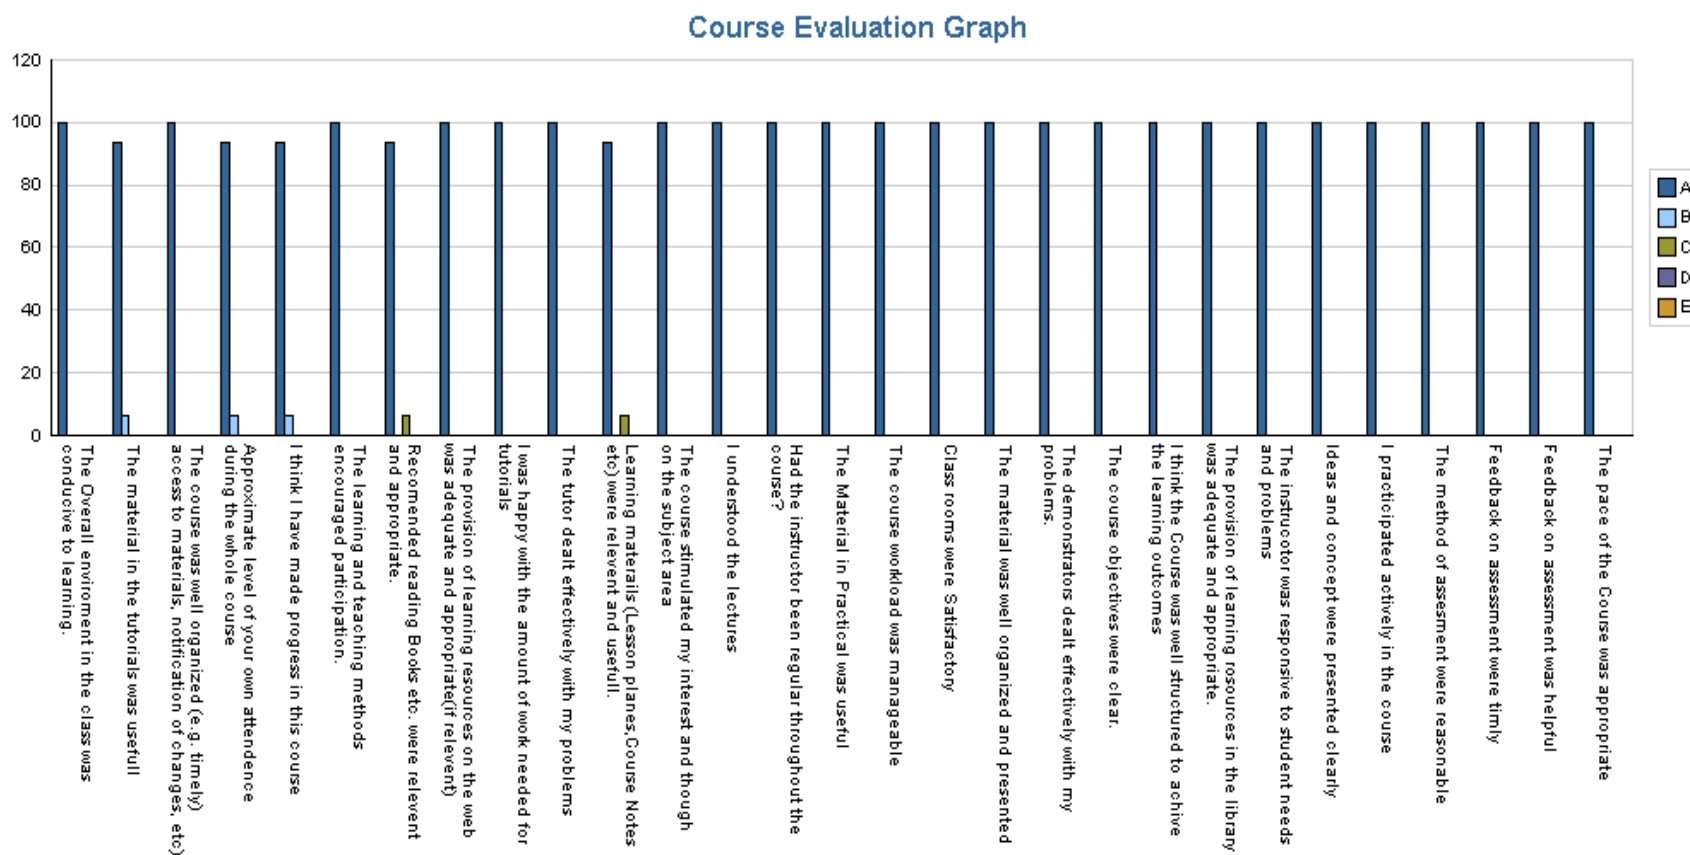 Course Evaluation Graph
120
100
80
60
40
20
0
The Overall enviroment in the class was
conducive to learning.
The material in the tutorials was usefull
The course was well organized (e.g. timely)
access to materials, notification of changes, etc)
Approximate level of your own attendence
during the whole course
I think I have made progress in this course
The learning and teaching methods
encouraged participation.
Recomended reading Books etc. were relevent
and appropriate.
The provision of learning resources on the web
was adequate and appropriate(if relevent)
I was happy with the amount of work needed for
tutorials
The tutor dealt effectively with my problems
Learning materails (Lesson planes,Course Notes
etc) were relevent and usefull.
The course stimulated my interest and though
on the subject area
I understood the lectures
Had the instructor been regular throughout the
course?
The Material in Practical was useful
The course workload was manageable
Class rooms were Satisfactory
The material was well organized and presented
The demonstrators dealt effectively with my
problems.
The course objectives were clear.
I think the Course was well structured to achive
the learning outcomes
The provision of learning rosources in the library
was adequate and appropriate.
The instrucotor was responsive to student needs
and problems
Ideas and concept were presented clearly
I practicipated actively in the course
The method of assesment were reasonable
Feedback on assessment were timly
Feedback on assessment was helpful
The pace of the Course was appropriate
A
B
C
D
E